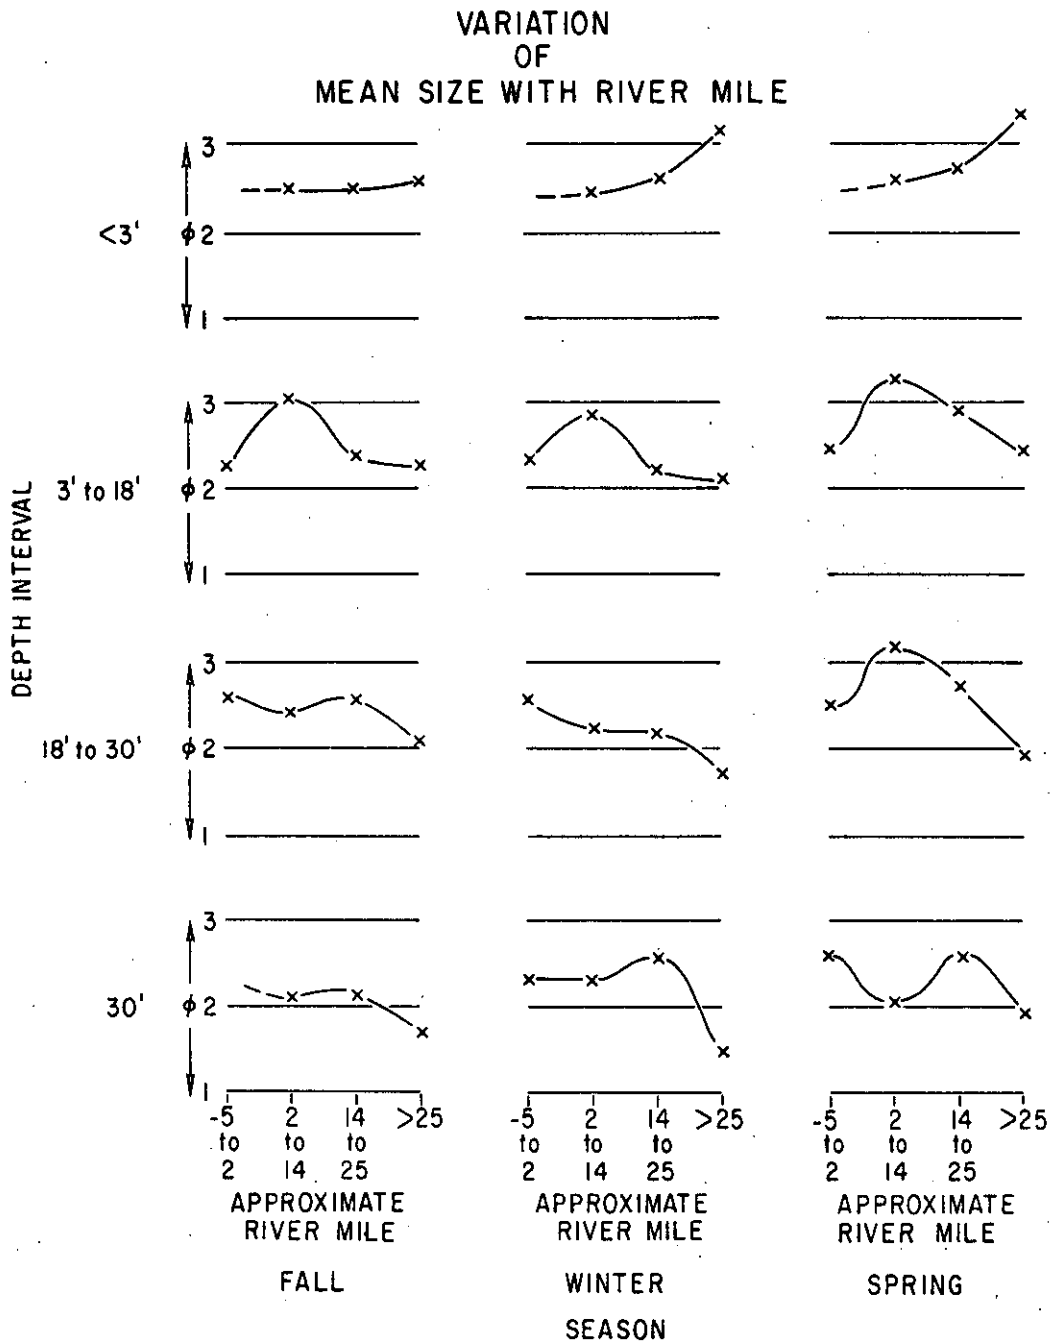 VARIATION
OF
MEAN SIZE WITH RIVER MILE
DEPTH INTERVAL
<3'
3
ϕ 2
1
3' to 18'
3
ϕ 2
1
18' to 30'
3
ϕ 2
1
30'
3
ϕ 2
1
-5 to 2
2 to 14
14 to 25
>25
APPROXIMATE
RIVER MILE
FALL
-5 to 2
2 to 14
14 to 25
>25
APPROXIMATE
RIVER MILE
WINTER
-5 to 2
2 to 14
14 to 25
>25
APPROXIMATE
RIVER MILE
SPRING
SEASON